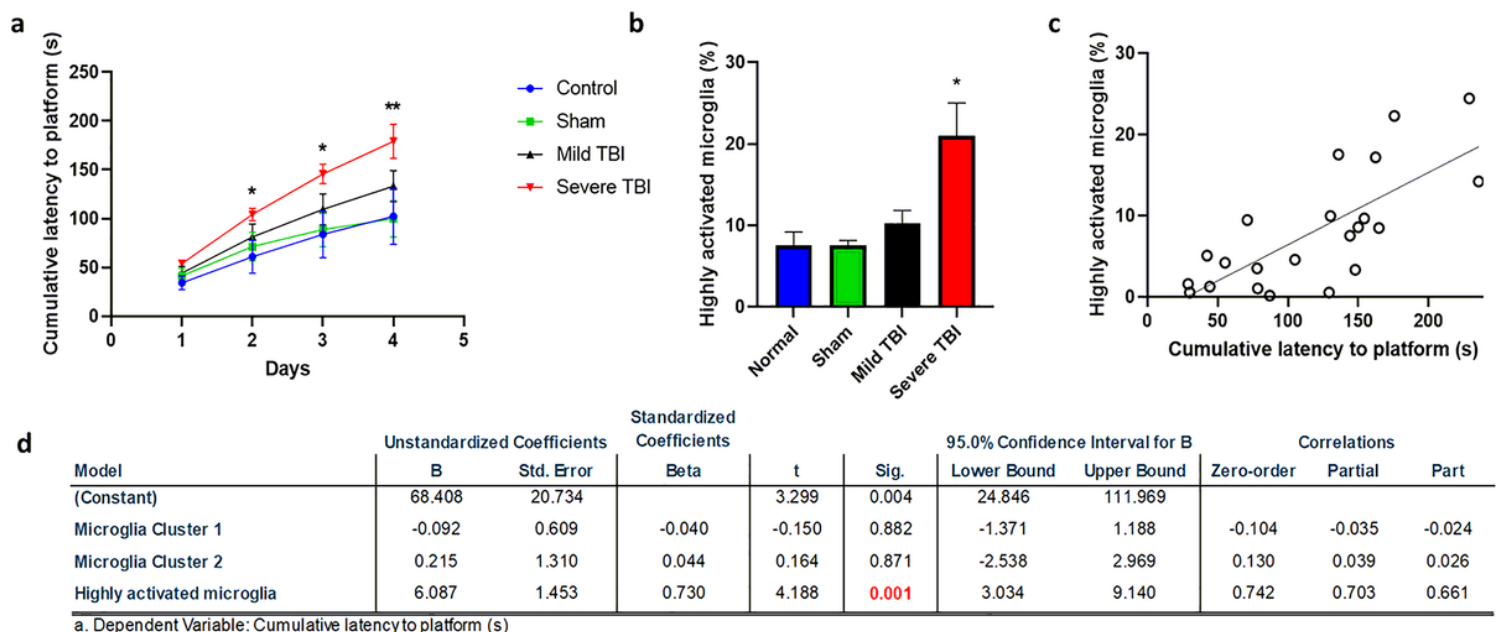 a
Cumulative latency to platform (s)
250
200
150
100
50
0
*
*
**
0 1 2 3 4 5
Days
Control
Sham
Mild TBI
Severe TBI
b
Highly activated microglia (%)
30
20
10
0
*
Normal
Sham
Mild TBI
Severe TBI
c
Highly activated microglia (%)
30
20
10
0
0 50 100 150 200
Cumulative latency to platform (s)
d
Unstandardized Coefficients Standardized Coefficients 95.0% Confidence Interval for B Correlations
Model B Std. Error Beta t Sig. Lower Bound Upper Bound Zero-order Partial Part
(Constant) 68.408 20.734 3.299 0.004 24.846 111.969
Microglia Cluster 1 -0.092 0.609 -0.040 -0.150 0.882 -1.371 1.188 -0.104 -0.035 -0.024
Microglia Cluster 2 0.215 1.310 0.044 0.164 0.871 -2.538 2.969 0.130 0.039 0.026
Highly activated microglia 6.087 1.453 0.730 4.188 0.001 3.034 9.140 0.742 0.703 0.661
a. Dependent Variable: Cumulative latency to platform (s)